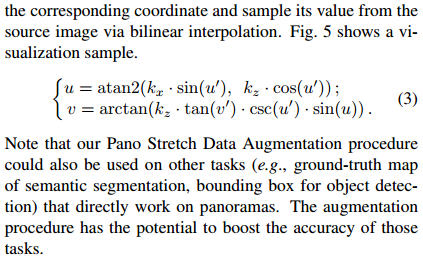 the corresponding coordinate and sample its value from the
source image via bilinear interpolation. Fig. 5 shows a vi-
sualization sample.
u = atan2(kₓ · sin(u′), k_z · cos(u′)) ;
v = arctan(k_z · tan(v′) · csc(u′) · sin(u)) .
(3)
Note that our Pano Stretch Data Augmentation procedure
could also be used on other tasks (e.g., ground-truth map
of semantic segmentation, bounding box for object detec-
tion) that directly work on panoramas. The augmentation
procedure has the potential to boost the accuracy of those
tasks.